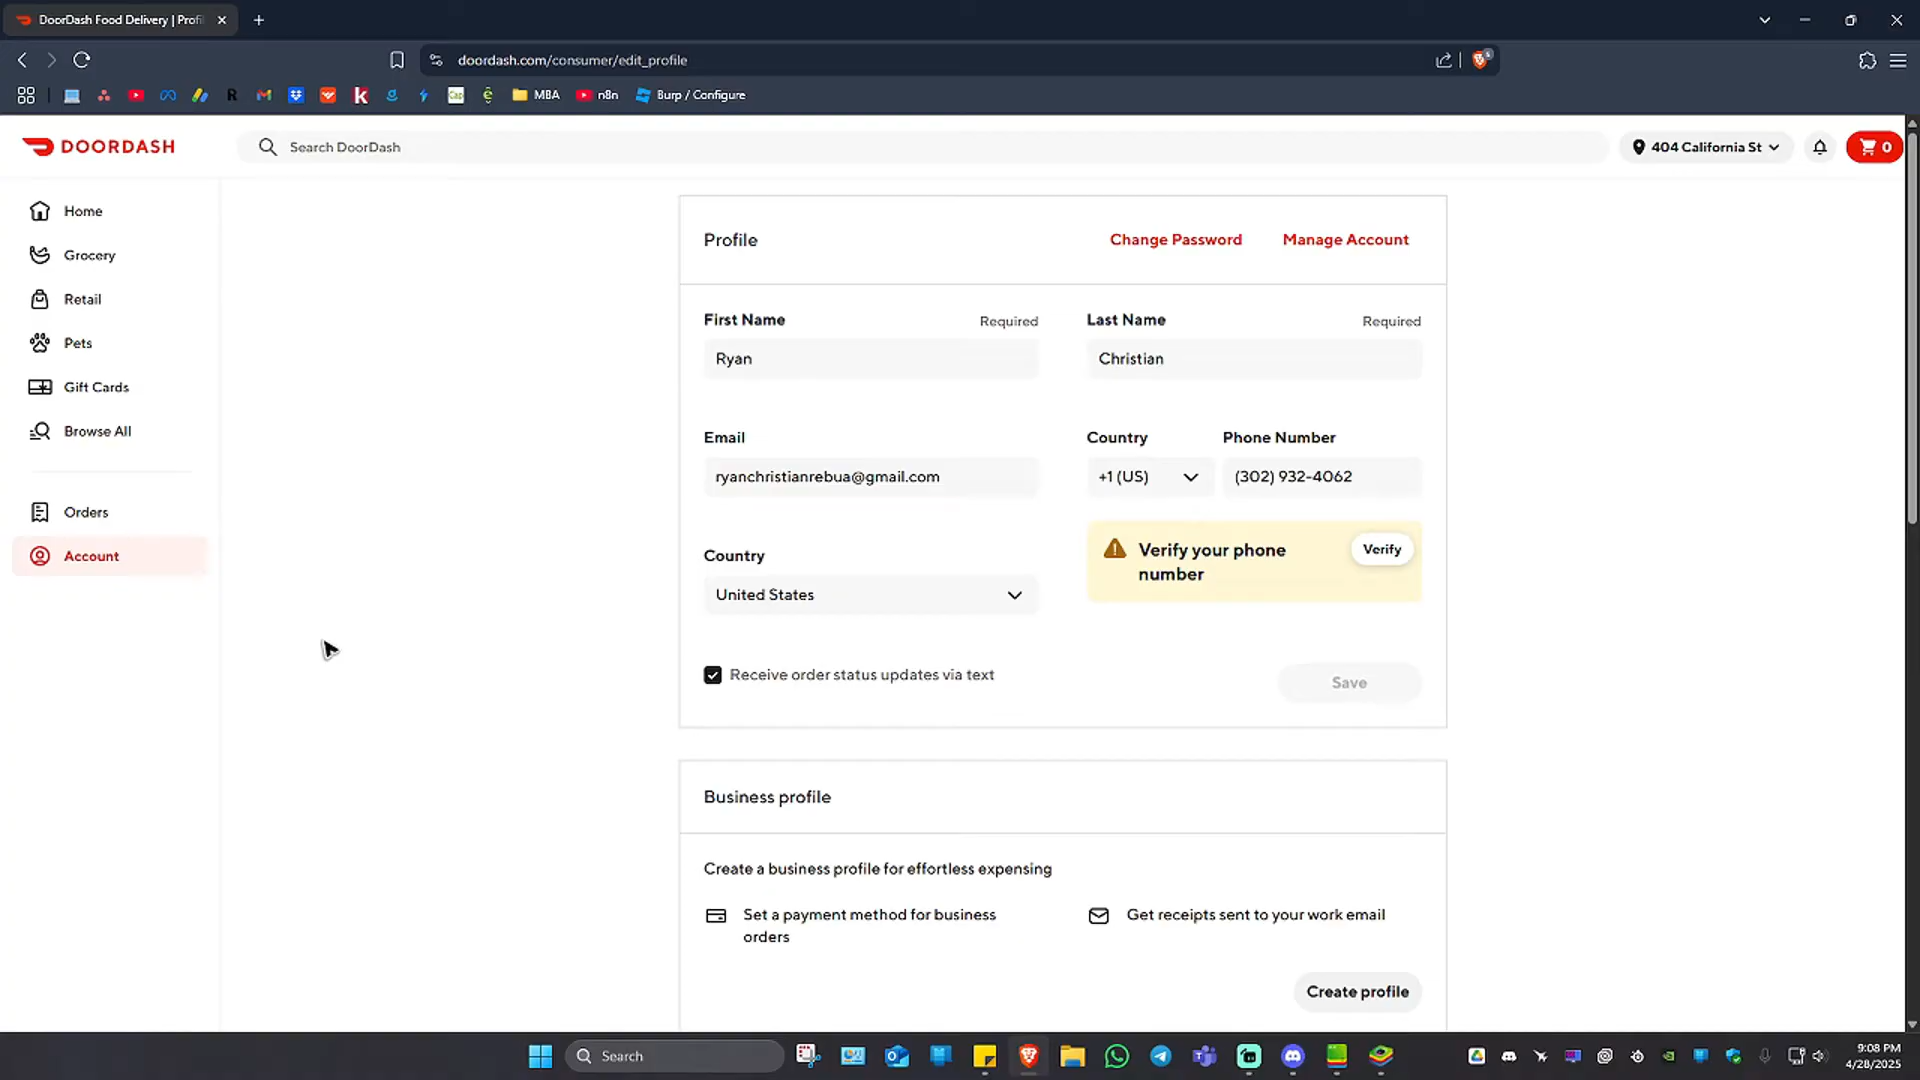 DoorDash Food Delivery | Profi
doordash.com/consumer/edit_profile
MBA
n8n
Burp / Configure
DOORDASH
Search DoorDash
404 California St
0
Home
Grocery
Retail
Pets
Gift Cards
Browse All
Orders
Account
Profile
Change Password
Manage Account
First Name
Required
Last Name
Required
Ryan
Christian
Email
Country
Phone Number
ryanchristianrebua@gmail.com
+1 (US)
(302) 932-4062
Country
Verify your phone
number
Verify
United States
Receive order status updates via text
Save
Business profile
Create a business profile for effortless expensing
Set a payment method for business
orders
Get receipts sent to your work email
Create profile
Search
9:08 PM
4/28/2025